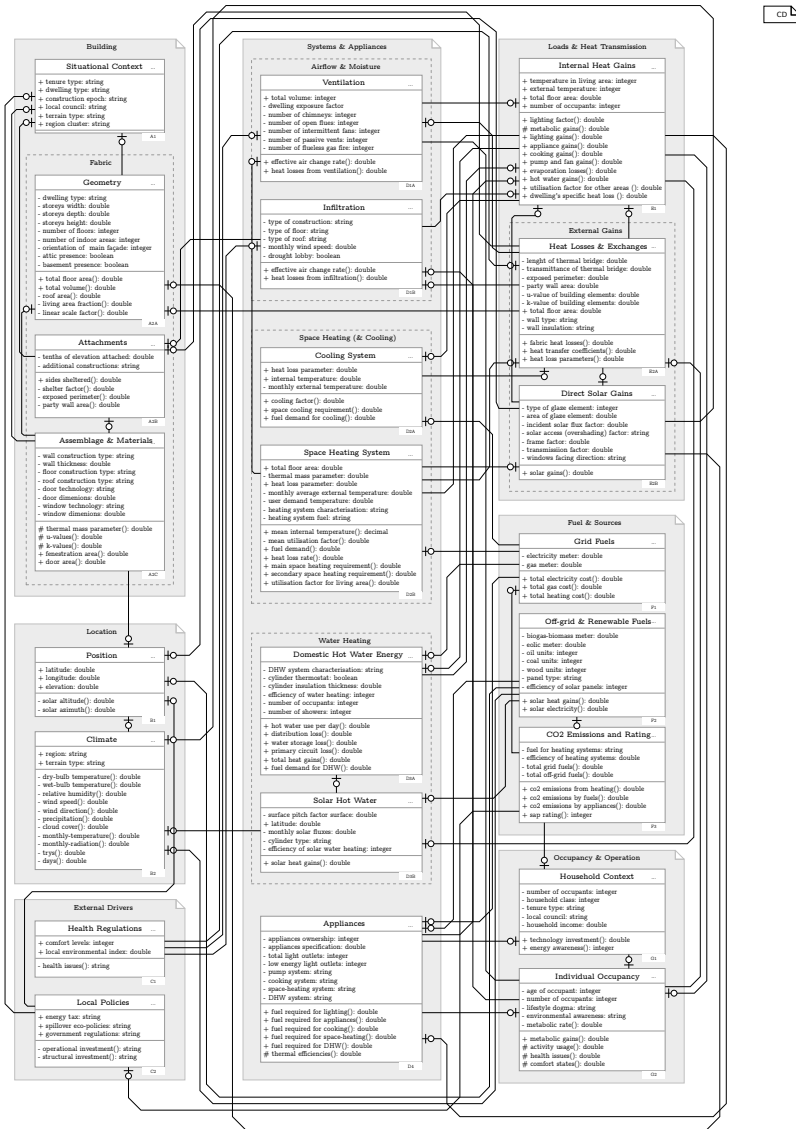 CD
Building
Situational Context ...
+ tenure type: string
+ dwelling type: string
+ construction epoch: string
+ local council: string
+ terrain type: string
+ region cluster: string
A1
Fabric
Geometry ...
- dwelling type: string
- storeys width: double
- storeys depth: double
- storeys height: double
- number of floors: integer
- number of indoor areas: integer
- orientation of main façade: integer
- attic presence: boolean
- basement presence: boolean
+ total floor area(): double
+ total volume(): double
- roof area(): double
- living area fraction(): double
- linear scale factor(): double
A2A
Attachments ...
- tenths of elevation attached: double
- additional constructions: string
+ sides sheltered(): double
- shelter factor(): double
- exposed perimeter(): double
- party wall area(): double
A2B
Assemblage & Materials...
- wall construction type: string
- wall thickness: double
- floor construction type: string
- roof construction type: string
- door technology: string
- door dimenions: double
- window technology: string
- window dimenions: double
# thermal mass parameter(): double
# u-values(): double
# k-values(): double
+ fenestration area(): double
+ door area(): double
A2C
Location
Position ...
+ latitude: double
+ longitude: double
+ elevation: double
- solar altitude(): double
- solar azimuth(): double
B1
Climate ...
+ region: string
+ terrain type: string
- dry-bulb temperature(): double
- wet-bulb temperature(): double
- relative humidity(): double
- wind speed(): double
- wind direction(): double
- precipitation(): double
- cloud cover(): double
- monthly-temperature(): double
- monthly-radiation(): double
- trys(): double
- dsys(): double
B2
External Drivers
Health Regulations ...
+ comfort levels: integer
+ local environmental index: double
- health issues(): string
C1
Local Policies ...
+ energy tax: string
+ spillover eco-policies: string
+ government regulations: string
- operational investment(): string
- structural investment(): string
C2
Systems & Appliances
Airflow & Moisture
Ventilation ...
+ total volume: integer
- dwelling exposure factor
- number of chimneys: integer
- number of open flues: integer
- number of intermittent fans: integer
- number of passive vents: integer
- number of flueless gas fire: integer
+ effective air change rate(): double
+ heat losses from ventilation(): double
D1A
Infiltration ...
- type of construction: string
- type of floor: string
- type of roof: string
- monthly wind speed: double
- drought lobby: boolean
+ effective air change rate(): double
+ heat losses from infiltration(): double
D1B
Space Heating (& Cooling)
Cooling System ...
+ heat loss parameter: double
+ internal temperature: double
- monthly external temperature: double
+ cooling factor(): double
+ space cooling requirement(): double
+ fuel demand for cooling(): double
D2A
Space Heating System ...
+ total floor area: double
- thermal mass parameter: double
+ heat loss parameter: double
- monthly average external temperature: double
- user demand temperature: double
- heating system characterisation: string
- heating system fuel: string
+ mean internal temperature(): decimal
- mean utilisation factor(): double
+ fuel demand(): double
+ heat loss rate(): double
+ main space heating requirement(): double
+ secondary space heating requirement(): double
+ utilisation factor for living area(): double
D2B
Water Heating
Domestic Hot Water Energy ...
- DHW system characterisation: string
- cylinder thermostat: boolean
- cylinder insulation thickness: double
- efficiency of water heating: integer
- number of occupants: integer
- number of showers: integer
+ hot water use per day(): double
+ distribution loss(): double
+ water storage loss: double
+ primary circuit loss(): double
+ total heat gains(): double
+ fuel demand for DHW(): double
D3A
Solar Hot Water ...
- surface pitch factor surface: double
+ latitude: double
- monthly solar fluxes: double
- cylinder type: string
- efficiency of solar water heating: integer
+ solar heat gains(): double
D3B
Appliances ...
- appliances ownership: integer
- appliances specification: double
- total light outlets: integer
- low energy light outlets: integer
- pump system: string
- cooking system: string
- space-heating system: string
- DHW system: string
+ fuel required for lighting(): double
+ fuel required for appliances(): double
+ fuel required for cooking(): double
+ fuel required for space-heating(): double
+ fuel required for DHW(): double
# thermal efficiencies(): double
D4
Loads & Heat Transmission
Internal Heat Gains ...
+ temperature in living area: integer
+ external temperature: integer
+ total floor area: double
+ number of occupants: integer
+ lighting factor(): double
# metabolic gains(): double
+ lighting gains(): double
+ appliance gains(): double
+ cooking gains(): double
+ pump and fan gains(): double
+ evaporation losses(): double
+ hot water gains(): double
+ utilisation factor for other areas (): double
+ dwelling's specific heat loss (): double
E1
External Gains
Heat Losses & Exchanges ...
- lenght of thermal bridge: double
- transmittance of thermal bridge: double
- exposed perimeter: double
- party wall area: double
- u-value of building elements: double
- k-value of building elements: double
+ total floor area: double
- wall type: string
- wall insulation: string
+ fabric heat losses(): double
+ heat transfer coefficients(): double
+ heat loss parameters(): double
E2A
Direct Solar Gains ...
- type of glaze element: integer
- area of glaze element: double
- incident solar flux factor: double
- solar access (overshading) factor: string
- frame factor: double
- transmission factor: double
- windows facing direction: string
+ solar gains(): double
E2B
Fuel & Sources
Grid Fuels ...
- electricity meter: double
- gas meter: double
+ total electricity cost(): double
+ total gas cost(): double
+ total heating cost(): double
F1
Off-grid & Renewable Fuels...
- biogas-biomass meter: double
- eolic meter: double
- oil units: integer
- coal units: integer
- wood units: integer
- panel type: string
- efficiency of solar panels: integer
+ solar heat gains(): double
+ solar electricity(): double
F2
CO2 Emissions and Rating...
- fuel for heating systems: string
- efficiency of heating systems: double
- total grid fuels(): double
- total off-grid fuels(): double
+ co2 emissions from heating(): double
+ co2 emissions by fuels(): double
+ co2 emissions by appliances(): double
+ sap rating(): integer
F3
Occupancy & Operation
Household Context ...
- number of occupants: integer
- household class: integer
- tenure type: string
- local council: string
- household income: double
+ technology investment(): double
+ energy awareness(): integer
G1
Individual Occupancy ...
- age of occupant: integer
- number of occupants: integer
- lifestyle dogma: string
- environmental awareness: string
- metabolic rate(): double
+ metabolic gains(): double
# activity usage(): double
# health issues(): double
# comfort states(): double
G2